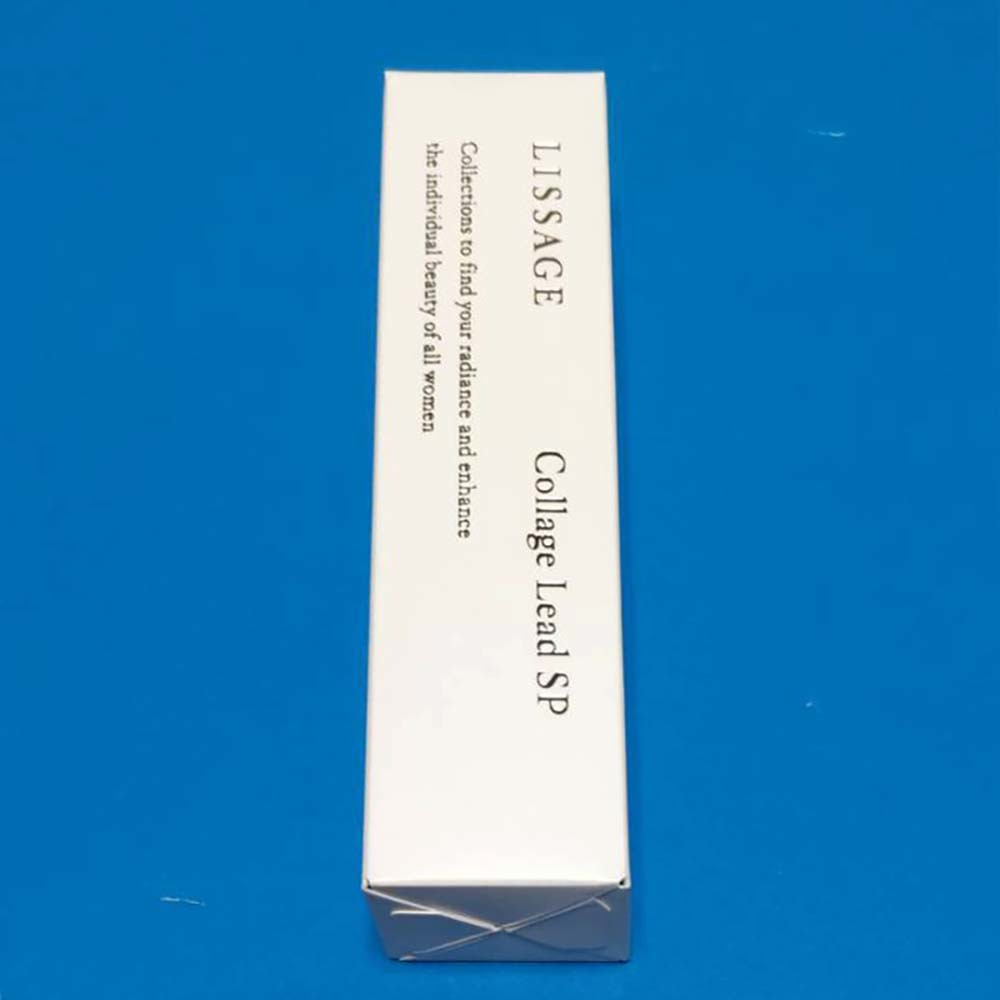 LISSAGE Collage Lead SP
Collections to find your radiance and enhance
the individual beauty of all women